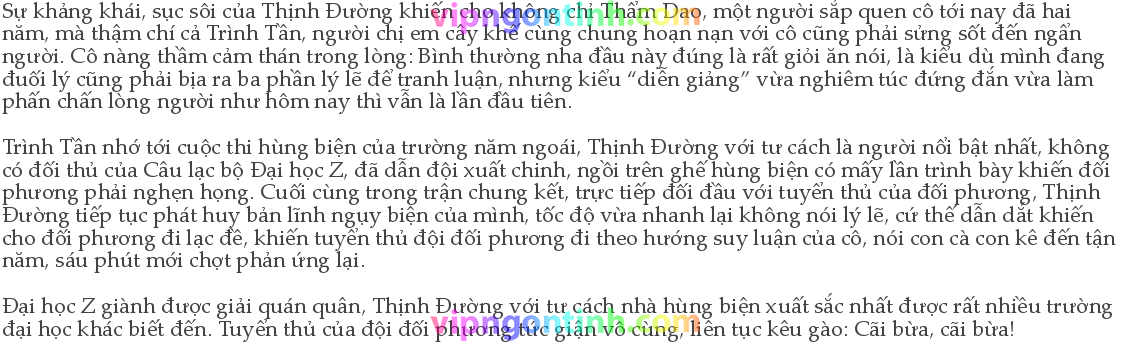 Sự khảng khái, sục sôi của Thịnh Đường khiến cho không chỉ Thẩm Dao, một người sắp quen cô tới nay đã hai
năm, mà thậm chí cả Trình Tần, người chị em cây khế cùng chung hoạn nạn với cô cũng phải sửng sốt đến ngẩn
người. Cô nàng thầm cảm thán trong lòng: Bình thường nha đầu này đúng là rất giỏi ăn nói, là kiểu dù mình đang
đuối lý cũng phải bịa ra ba phần lý lẽ để tranh luận, nhưng kiểu “diễn giảng” vừa nghiêm túc đứng đắn vừa làm
phấn chấn lòng người như hôm nay thì vẫn là lần đầu tiên.
Trình Tần nhớ tới cuộc thi hùng biện của trường năm ngoái, Thịnh Đường với tư cách là người nổi bật nhất, không
có đối thủ của Câu lạc bộ Đại học Z, đã dẫn đội xuất chinh, ngồi trên ghế hùng biện có mấy lần trình bày khiến đối
phương phải nghẹn họng. Cuối cùng trong trận chung kết, trực tiếp đối đầu với tuyển thủ của đối phương, Thịnh
Đường tiếp tục phát huy bản lĩnh ngụy biện của mình, tốc độ vừa nhanh lại không nói lý lẽ, cứ thế dẫn dắt khiến
cho đối phương đi lạc đề, khiến tuyển thủ đội đối phương đi theo hướng suy luận của cô, nói con cà con kê đến tận
năm, sáu phút mới chợt phản ứng lại.
Đại học Z giành được giải quán quân, Thịnh Đường với tư cách nhà hùng biện xuất sắc nhất được rất nhiều trường
đại học khác biết đến. Tuyển thủ của đội đối phương tức giận vô cùng, liên tục kêu gào: Cãi bừa, cãi bừa!
vipngontinh.com
vipngontinh.com